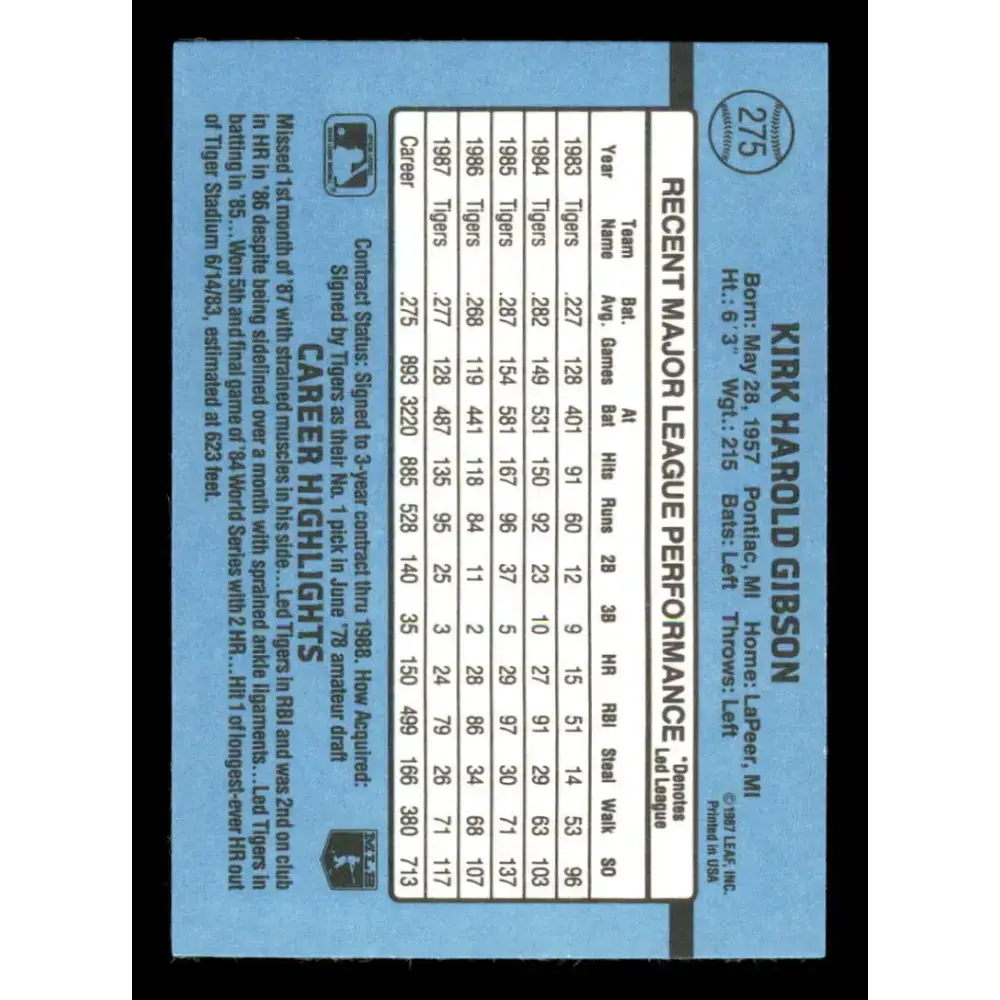 275
KIRK HAROLD GIBSON
Born: May 28, 1957 Pontiac, MI Home: LaPeer, MI
Ht.: 6'3" Wgt.: 215 Bats: Left Throws: Left
© 1987 LEAF, INC.
Printed in USA
RECENT MAJOR LEAGUE PERFORMANCE *Denotes Led League
Year Team Name Bat. Avg. Games At Bat Hits Runs 2B 3B HR RBI Steal Walk SO
1983 Tigers .227 128 401 91 60 12 9 15 51 14 53 96
1984 Tigers .282 149 531 150 92 23 10 27 91 29 63 103
1985 Tigers .287 154 581 167 96 37 5 29 97 30 71 137
1986 Tigers .268 119 441 118 84 11 2 28 86 34 68 107
1987 Tigers .277 128 487 135 95 25 3 24 79 26 71 117
Career .275 893 3220 885 528 140 35 150 499 166 380 713
Contract Status: Signed to 3-year contract thru 1988. How Acquired:
Signed by Tigers as their No. 1 pick in June '78 amateur draft
MLB
CAREER HIGHLIGHTS
Missed 1st month of '87 with strained muscles in his side...Led Tigers in RBI and was 2nd on club
in HR in '86 despite being sidelined over a month with sprained ankle ligaments...Led Tigers in
batting in '85...Won 5th and final game of '84 World Series with 2 HR...Hit 1 of longest-ever HR out
of Tiger Stadium 6/14/83, estimated at 623 feet.